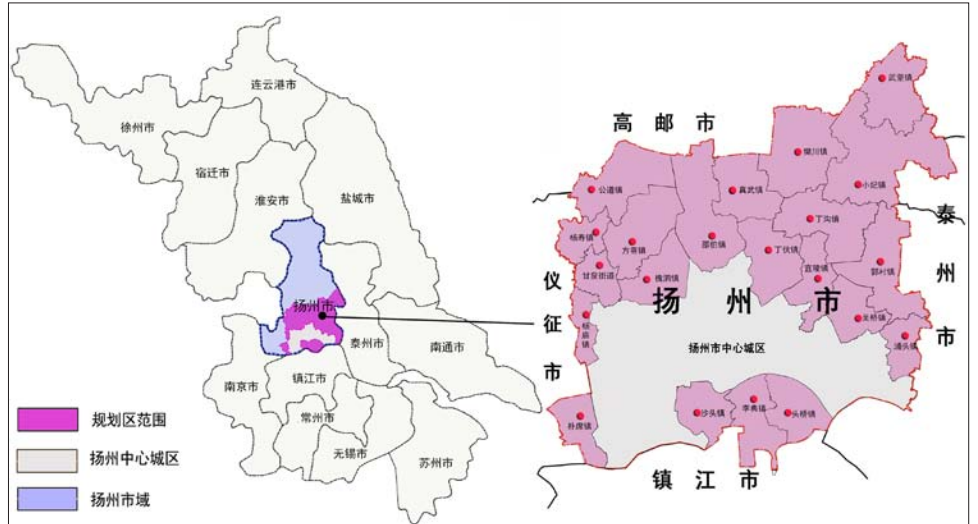 连云港市
徐州市
宿迁市
淮安市
盐城市
扬州市
泰州市
南通市
南京市
镇江市
常州市
无锡市
苏州市
规划区范围
扬州中心城区
扬州市域
高邮市
武坚镇
樊川镇
小纪镇
公道镇
真武镇
泰州市
丁沟镇
杨寿镇
方巷镇
邵伯镇
丁伙镇
郭村镇
甘泉街道
宜陵镇
槐泗镇
仪征市
扬州市
杨庙镇
吴桥镇
浦头镇
扬州市中心城区
朴席镇
沙头镇
李典镇
头桥镇
镇江市